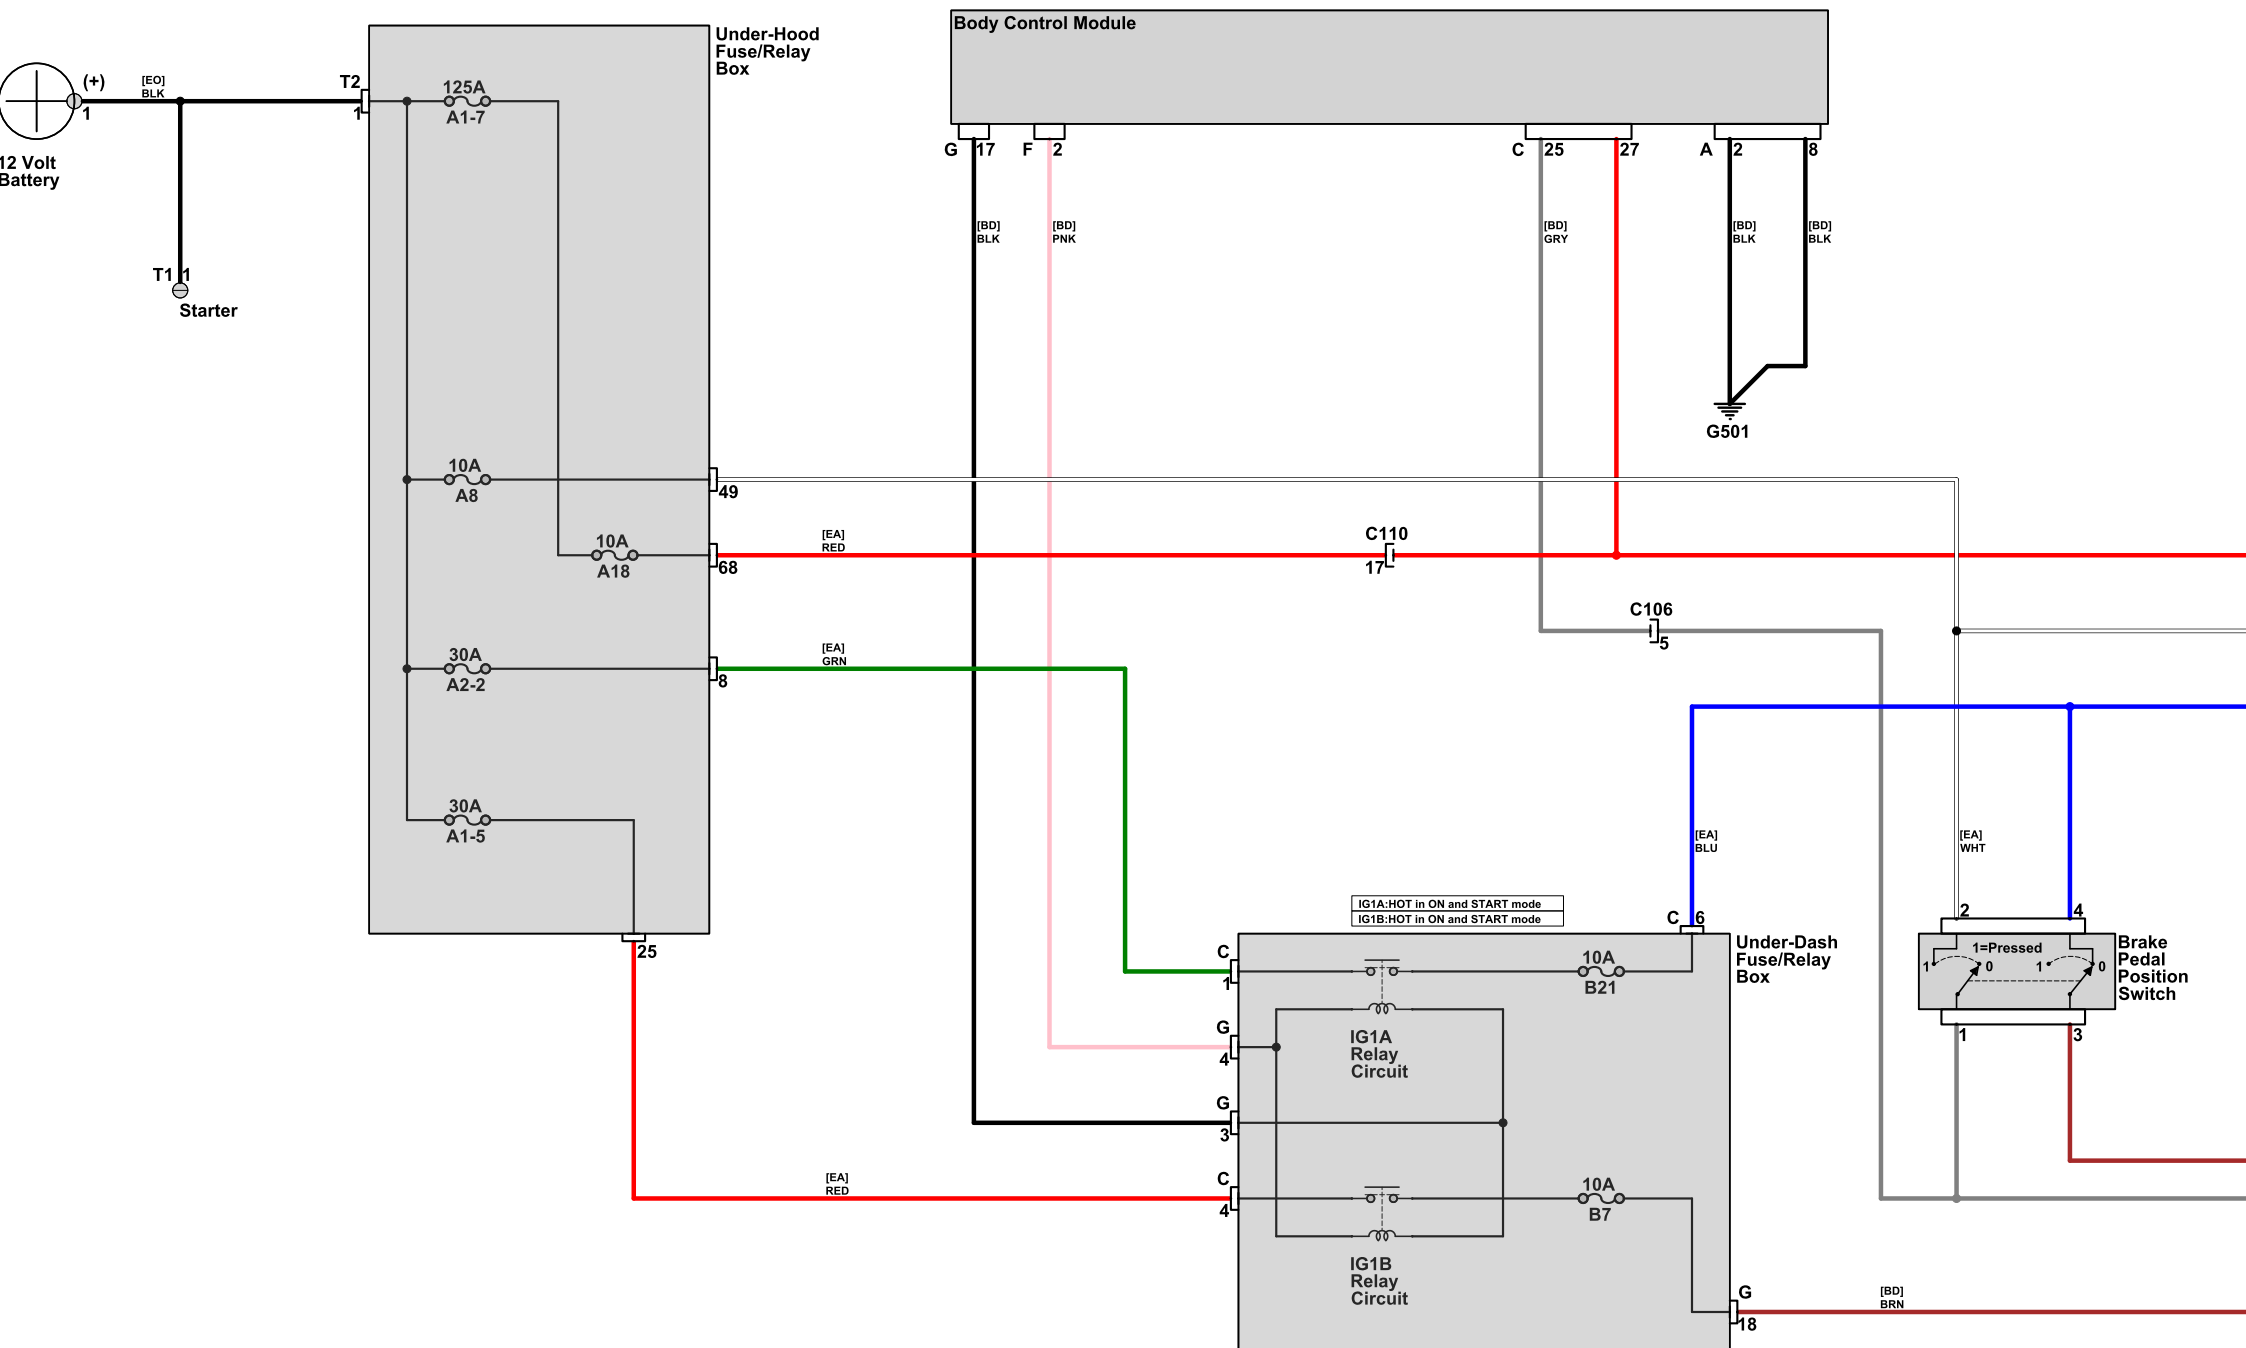 Body Control Module
Under-Hood
Fuse/Relay
Box
(+)
1
[EO]
BLK
T2
1
125A
A1-7
12 Volt
Battery
T1 1
Starter
G 17
F 2
C 25
27
A 2
8
[BD]
BLK
[BD]
PNK
[BD]
GRY
[BD]
BLK
[BD]
BLK
G501
10A
A8
49
10A
A18
68
[EA]
RED
C110
17
C106
5
30A
A2-2
8
[EA]
GRN
30A
A1-5
25
[EA]
BLU
[EA]
WHT
IG1A:HOT in ON and START mode
IG1B:HOT in ON and START mode
C 6
2
4
Under-Dash
Fuse/Relay
Box
Brake
Pedal
Position
Switch
1=Pressed
1 0
1 0
1
3
C
1
10A
B21
G
4
IG1A
Relay
Circuit
G
3
[EA]
RED
C
4
10A
B7
IG1B
Relay
Circuit
G
18
[BD]
BRN